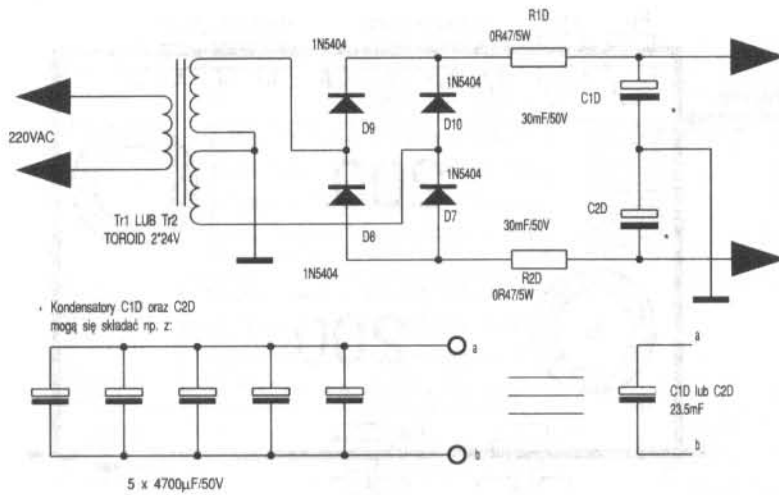 1N5404
R1D
0R47/5W
1N5404
220VAC
D9
D10
30mF/50V
C1D
1N5404
Tr1 LUB Tr2
TOROID 2*24V
D8
D7
30mF/50V
C2D
1N5404
R2D
0R47/5W
* Kondensatory C1D oraz C2D
mogą się składać np. z:
a
a
C1D lub C2D
23.5mF
b
b
5 x 4700µF/50V